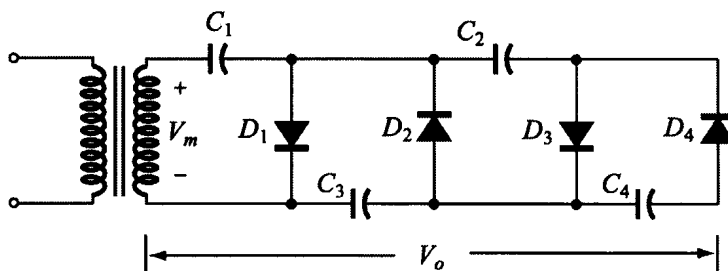 C₁
C₂
+
Vₘ
−
D₁
D₂
D₃
D₄
C₃
C₄
Vₒ